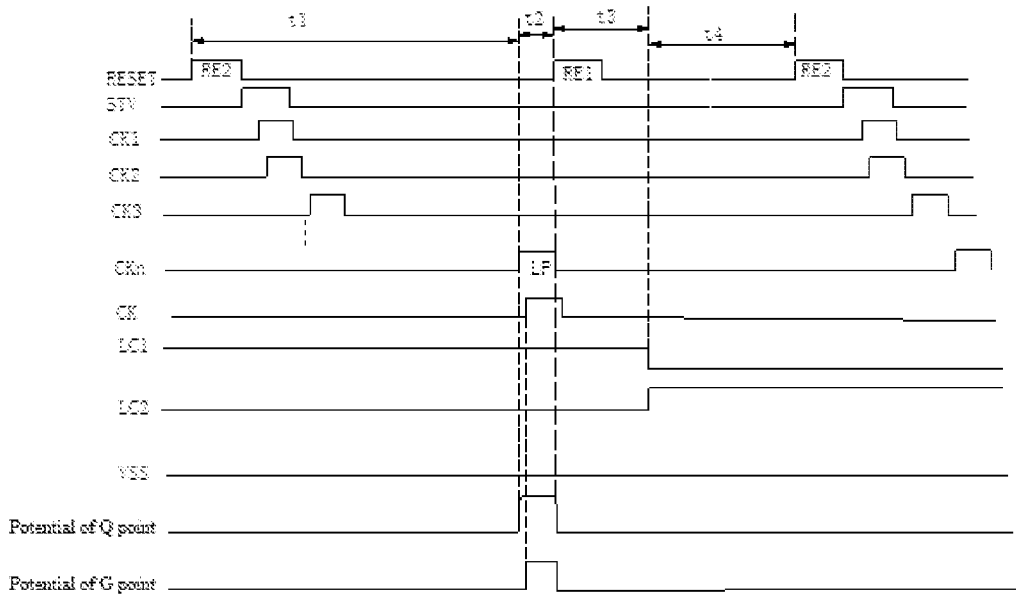 t1
t2
t3
t4
RESET
RE2
RE1
RE2
STV
CK1
CK2
CK3
CKn
LP
CK
LC1
LC2
VSS
Potential of Q point
Potential of G point